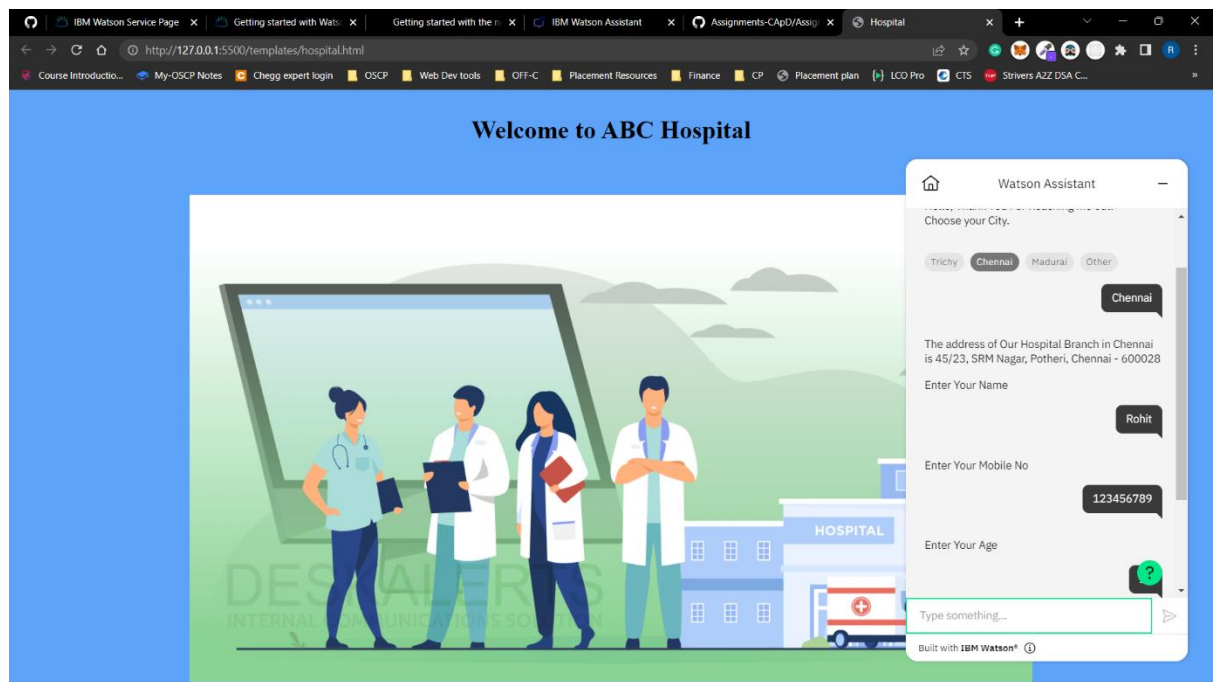 IBM Watson Service Page
Getting started with Wats
Getting started with the n
IBM Watson Assistant
Assignments-CApD/Assig
Hospital
http://127.0.0.1:5500/templates/hospital.html
Course Introductio...
My-OSCP Notes
Chegg expert login
OSCP
Web Dev tools
OFF-C
Placement Resources
Finance
CP
Placement plan
LCO Pro
CTS
Strivers A2Z DSA C...
Welcome to ABC Hospital
Watson Assistant
Choose your City.
Trichy Chennai Madurai Other
Chennai
The address of Our Hospital Branch in Chennai
is 45/23, SRM Nagar, Potheri, Chennai - 600028
Enter Your Name
Rohit
Enter Your Mobile No
123456789
Enter Your Age
?
Type something...
Built with IBM Watson®
HOSPITAL
DESKALERTS
INTERNAL COMMUNICATIONS SOLUTION